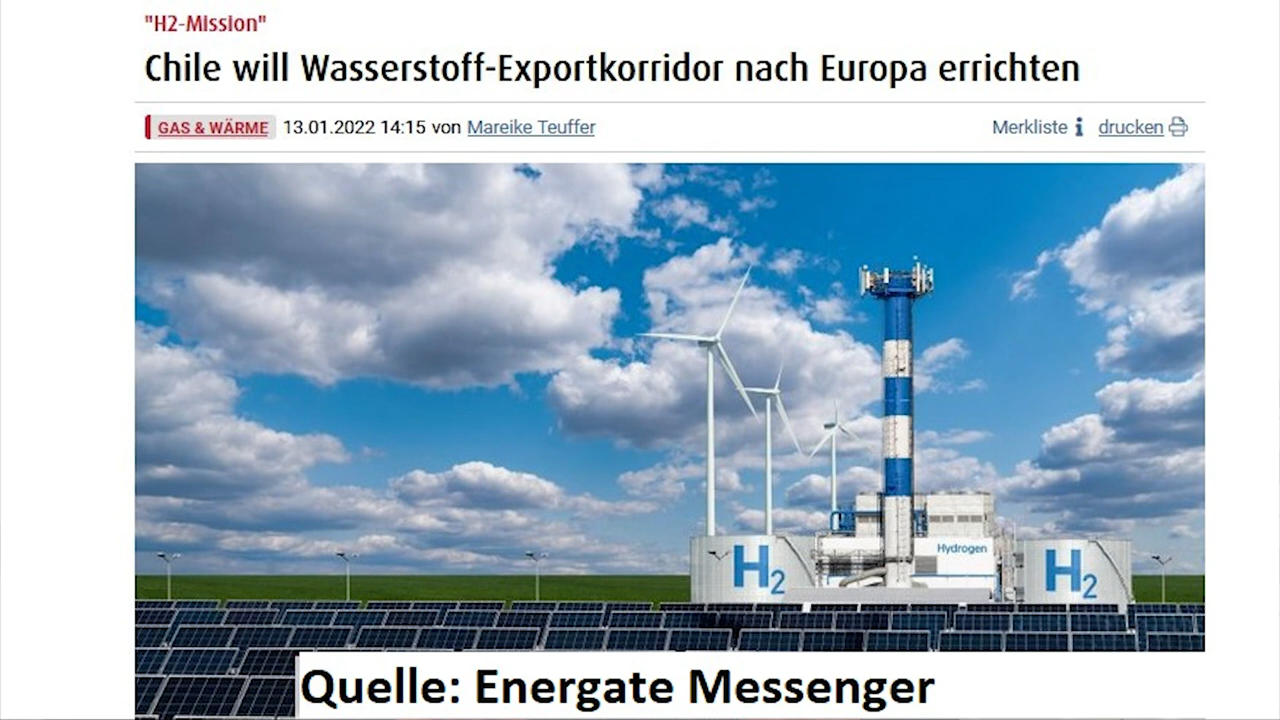 "H2-Mission"
Chile will Wasserstoff-Exportkorridor nach Europa errichten
GAS & WÄRME 13.01.2022 14:15 von Mareike Teuffer Merkliste drucken
Hydrogen
H2 H2
Quelle: Energate Messenger